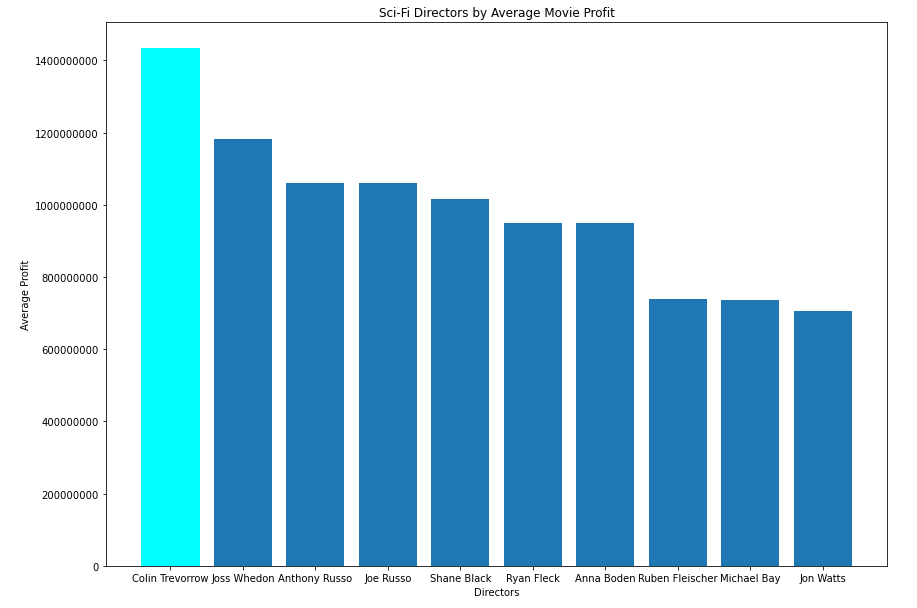 Sci-Fi Directors by Average Movie Profit
1400000000
1200000000
1000000000
800000000
600000000
400000000
200000000
0
Average Profit
Colin Trevorrow Joss Whedon Anthony Russo Joe Russo Shane Black Ryan Fleck Anna Boden Ruben Fleischer Michael Bay Jon Watts
Directors